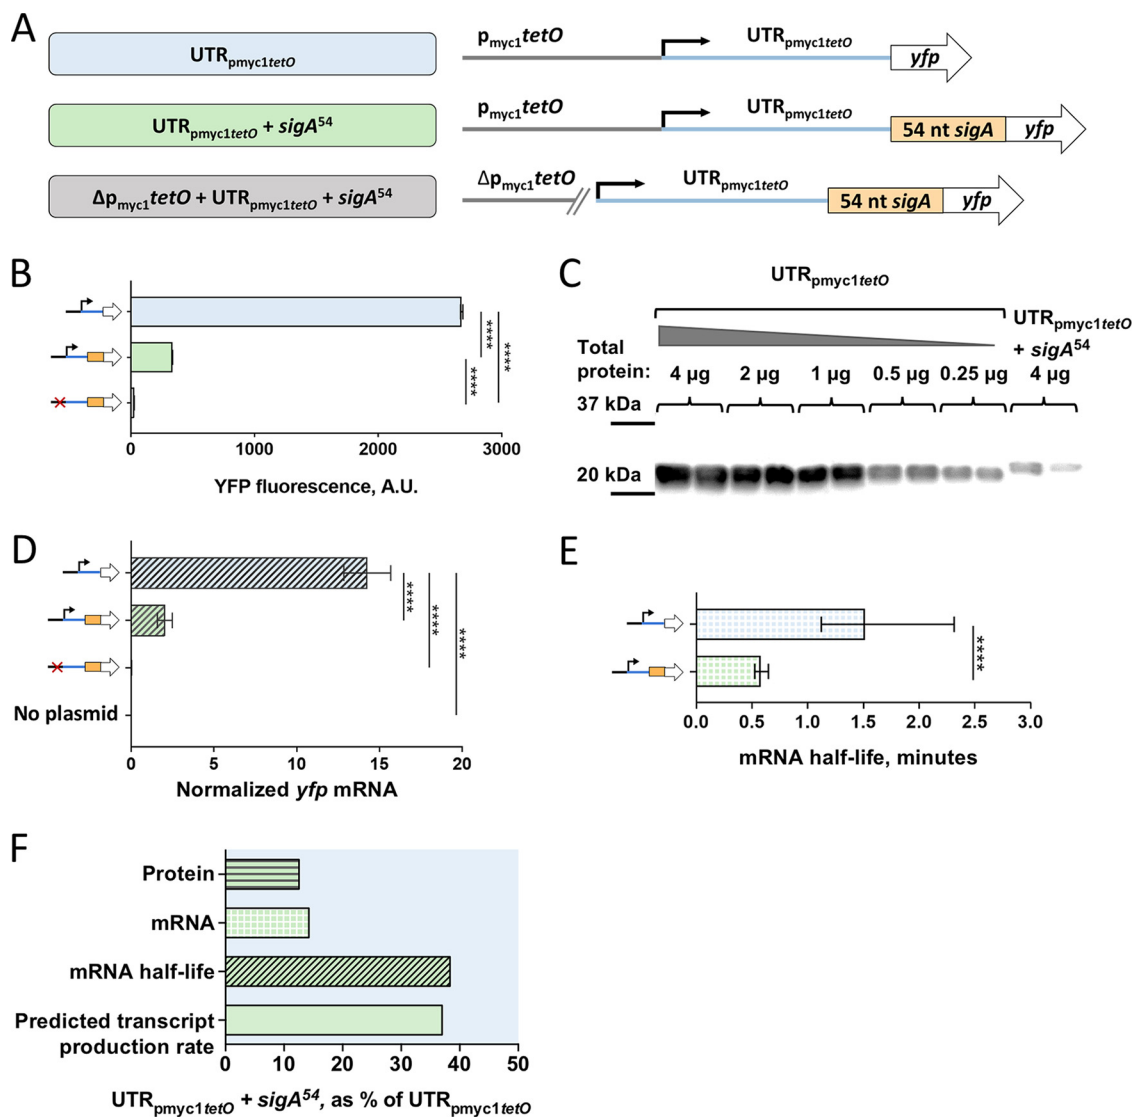 A
UTRpmyc1tetO
pmyc1tetO
UTRpmyc1tetO
yfp
UTRpmyc1tetO + sigA54
pmyc1tetO
UTRpmyc1tetO
54 nt sigA
yfp
Δpmyc1tetO + UTRpmyc1tetO + sigA54
Δpmyc1tetO
UTRpmyc1tetO
54 nt sigA
yfp
B
****
****
****
0 1000 2000 3000
YFP fluorescence, A.U.
C
UTRpmyc1tetO
UTRpmyc1tetO
+ sigA54
Total
protein:
4 µg 2 µg 1 µg 0.5 µg 0.25 µg 4 µg
37 kDa
20 kDa
D
****
****
****
No plasmid
0 5 10 15 20
Normalized yfp mRNA
E
****
0.0 0.5 1.0 1.5 2.0 2.5 3.0
mRNA half-life, minutes
F
Protein
mRNA
mRNA half-life
Predicted transcript
production rate
0 10 20 30 40 50
UTRpmyc1tetO + sigA54, as % of UTRpmyc1tetO